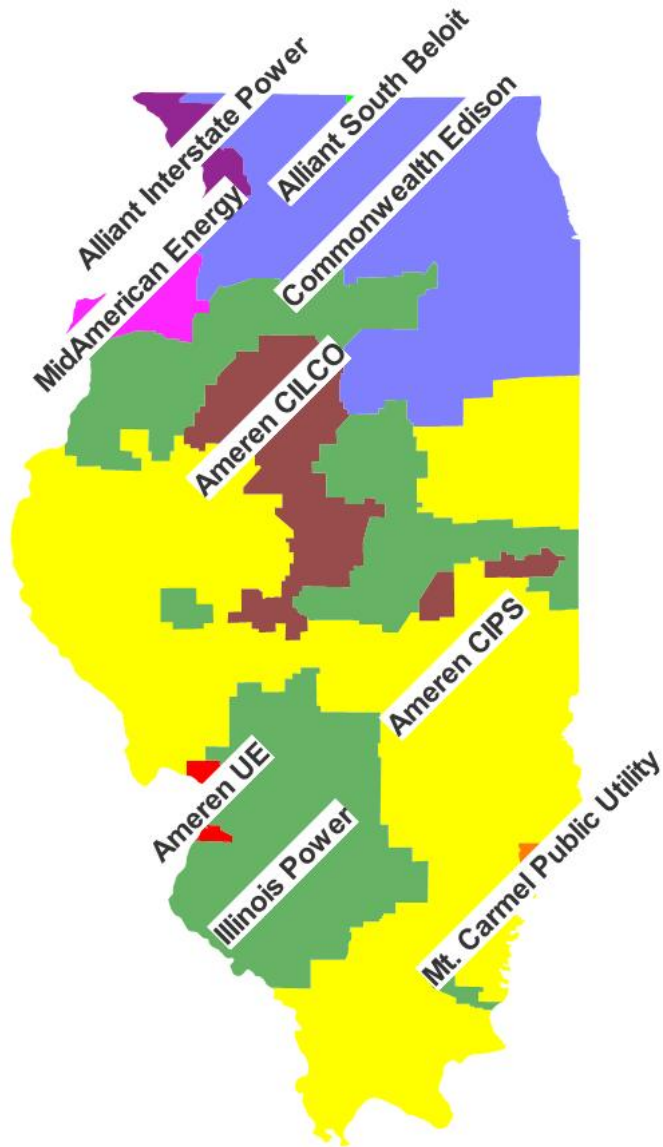 Alliant Interstate Power
Alliant South Beloit
Commonwealth Edison
MidAmerican Energy
Ameren CILCO
Ameren CIPS
Ameren UE
Illinois Power
Mt. Carmel Public Utility